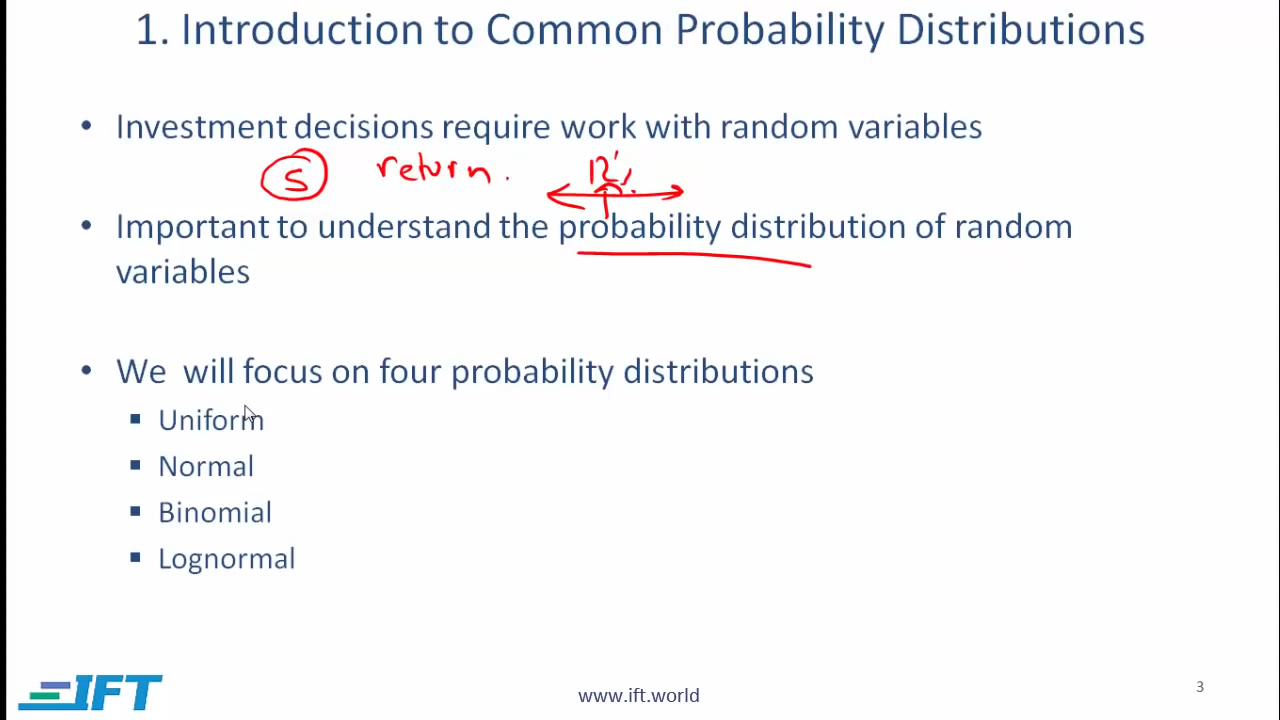 1. Introduction to Common Probability Distributions
• Investment decisions require work with random variables
S return.
• Important to understand the probability distribution of random
variables
• We will focus on four probability distributions
▪ Uniform
▪ Normal
▪ Binomial
▪ Lognormal
IFT
www.ift.world
3